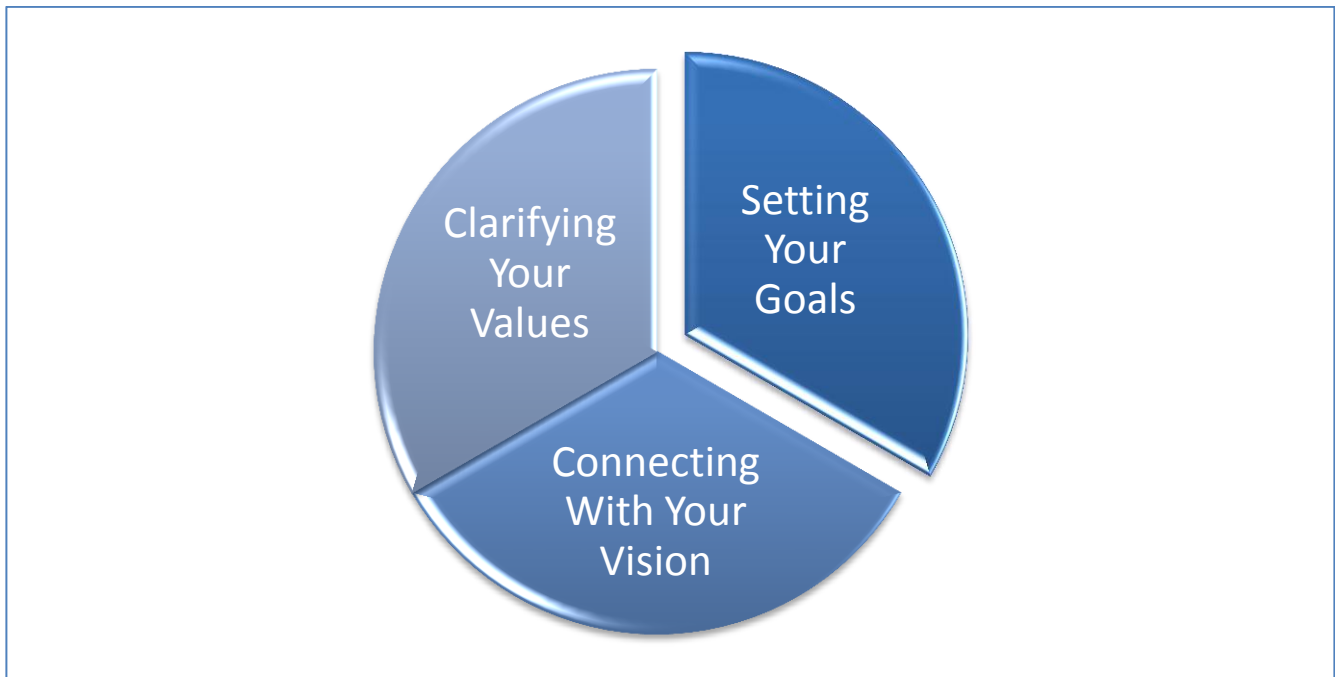 Clarifying
Your
Values
Setting
Your
Goals
Connecting
With Your
Vision